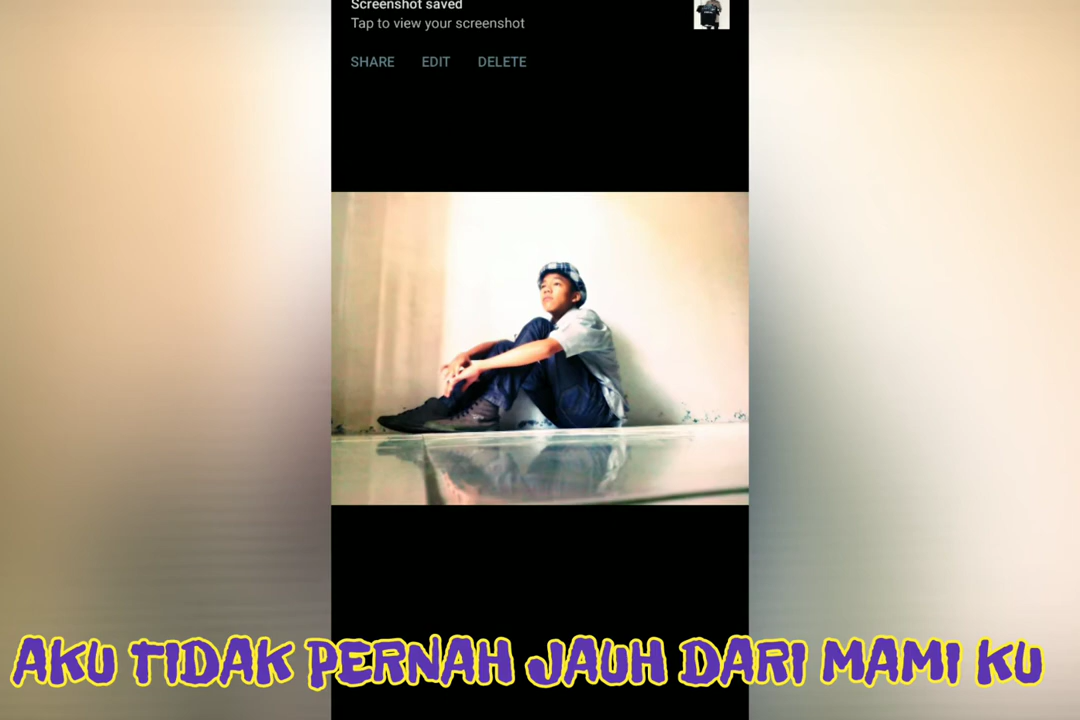 Screenshot saved
Tap to view your screenshot
SHARE EDIT DELETE
AKU TIDAK PERNAH JAUH DARI MAMI KU